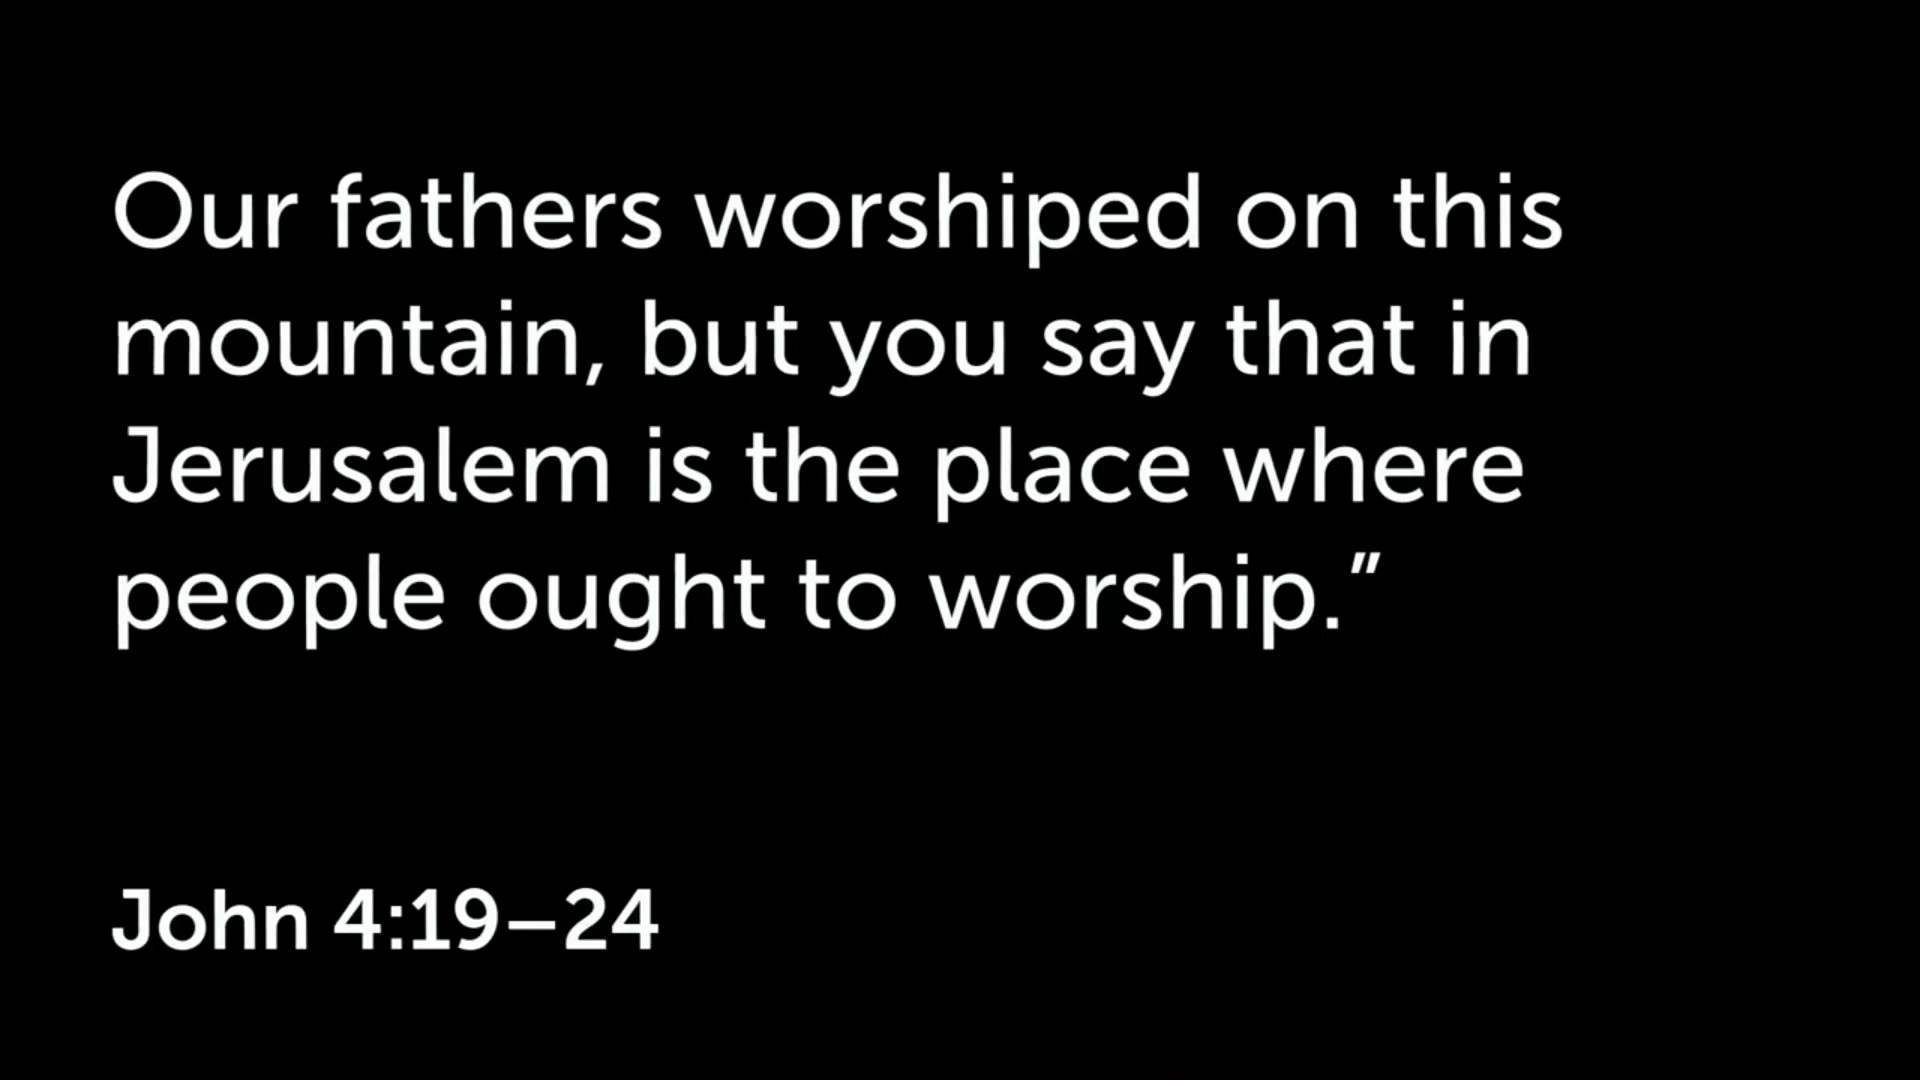 Our fathers worshiped on this
mountain, but you say that in
Jerusalem is the place where
people ought to worship.”
John 4:19–24